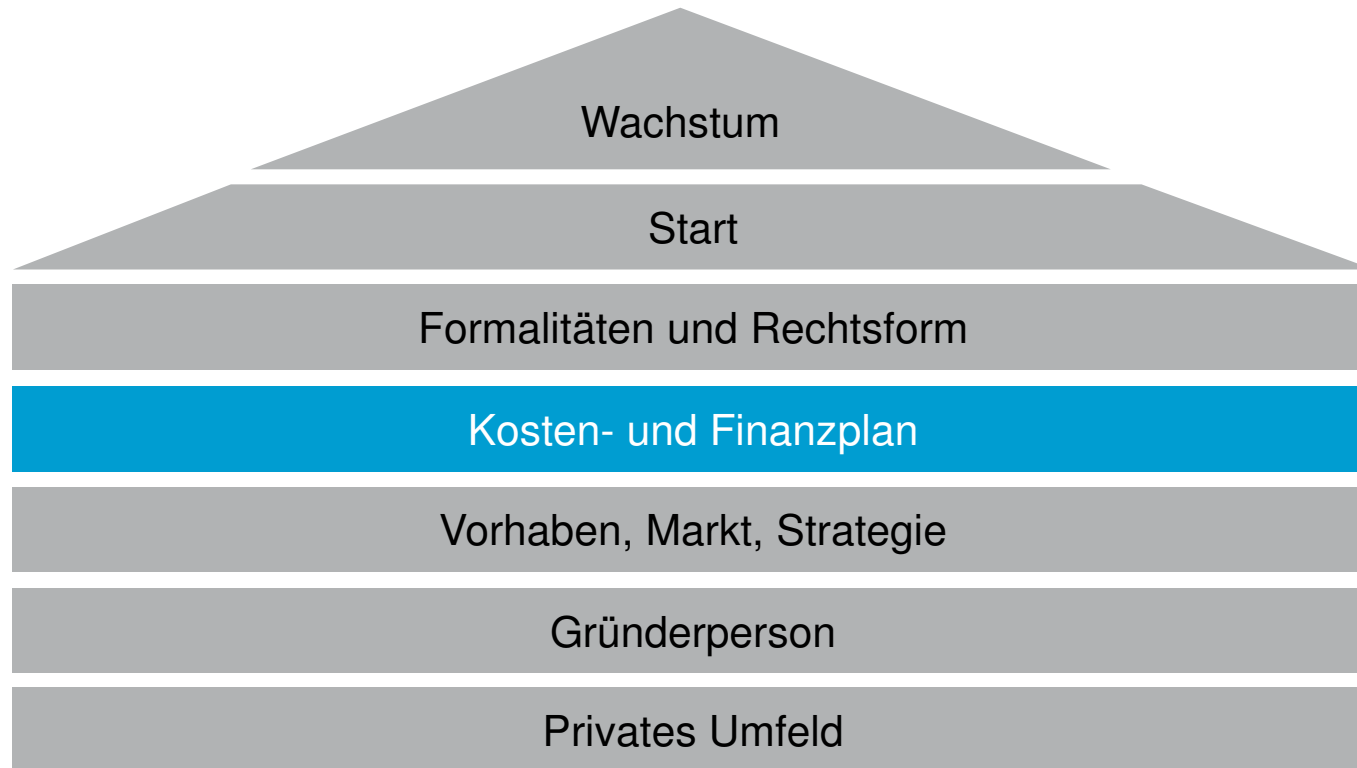 Wachstum
Start
Formalitäten und Rechtsform
Kosten- und Finanzplan
Vorhaben, Markt, Strategie
Gründerperson
Privates Umfeld